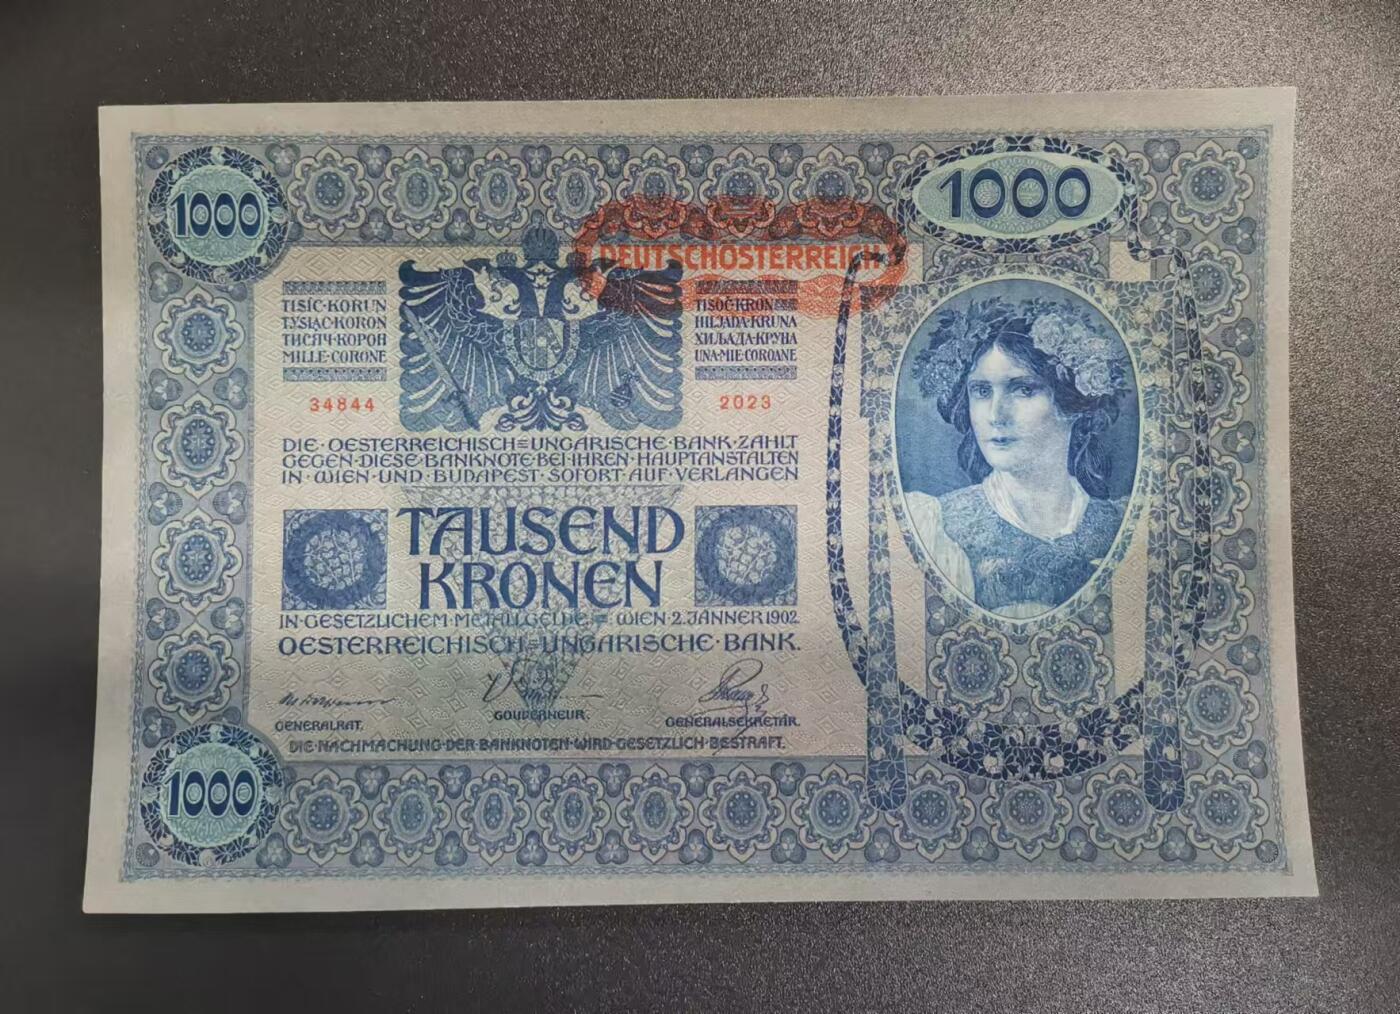 1000
1000
DEUTSCHÖSTERREICH
TISÍC·KORUN
TYSIĄC·KORON
ТИСЯЧ·КОРОН
MILLE·CORONE
TISOČ·KRON
HILJADA·KRUNA
ХИЉАДА·КРУНА
UNA·MIE·COROANE
34844
2023
DIE·OESTERREICHISCH=UNGARISCHE·BANK·ZAHLT
GEGEN·DIESE·BANKNOTE·BEI·IHREN·HAUPTANSTALTEN
IN·WIEN·UND·BUDAPEST·SOFORT·AUF·VERLANGEN
TAUSEND
KRONEN
IN·GESETZLICHEM·METALLGELDE.=WIEN·2.JÄNNER1902.
OESTERREICHISCH=UNGARISCHE·BANK.
GENERALRAT.
GOUVERNEUR.
GENERALSEKRETÄR.
DIE·NACHMACHUNG·DER·BANKNOTEN·WIRD·GESETZLICH·BESTRAFT.
1000